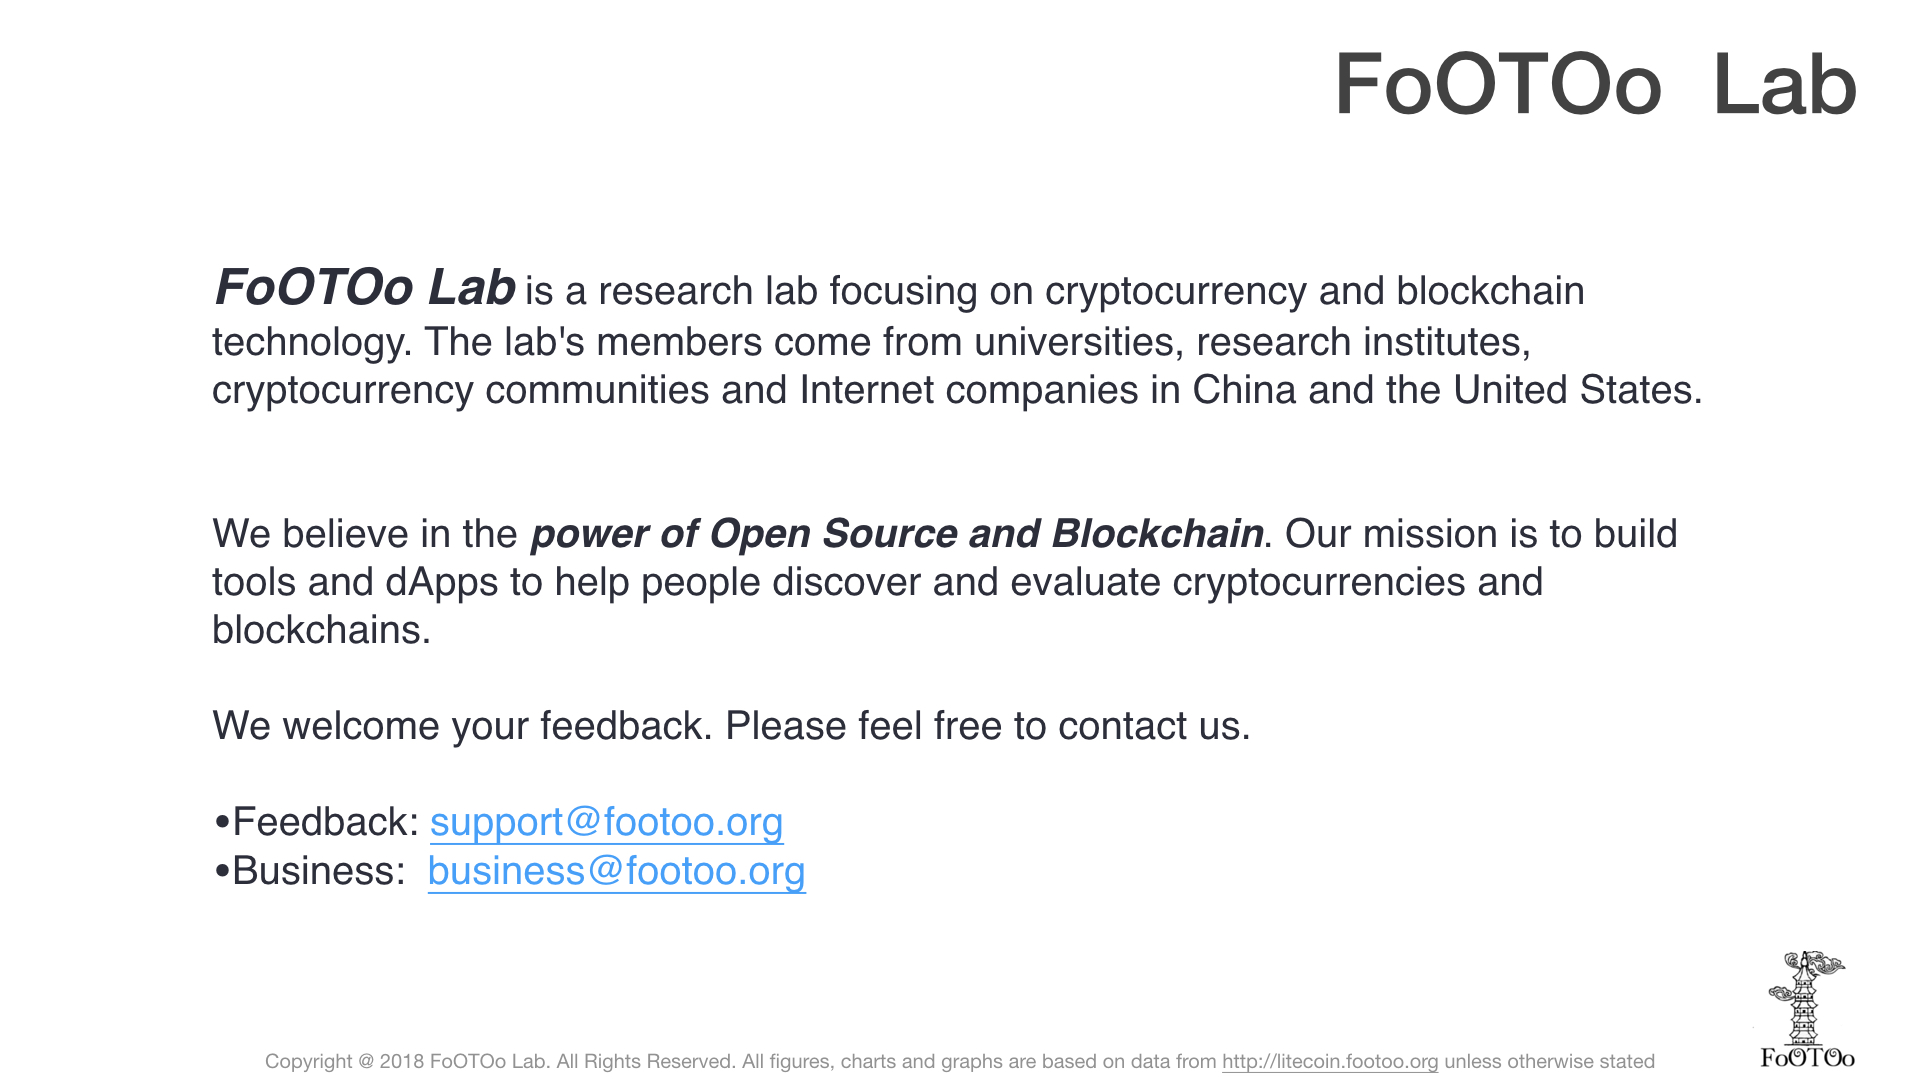 FoOTOo Lab
FoOTOo Lab is a research lab focusing on cryptocurrency and blockchain
technology. The lab's members come from universities, research institutes,
cryptocurrency communities and Internet companies in China and the United States.
We believe in the power of Open Source and Blockchain. Our mission is to build
tools and dApps to help people discover and evaluate cryptocurrencies and
blockchains.
We welcome your feedback. Please feel free to contact us.
•Feedback: support@footoo.org
•Business: business@footoo.org
Copyright @ 2018 FoOTOo Lab. All Rights Reserved. All figures, charts and graphs are based on data from http://litecoin.footoo.org unless otherwise stated
FoOTOo